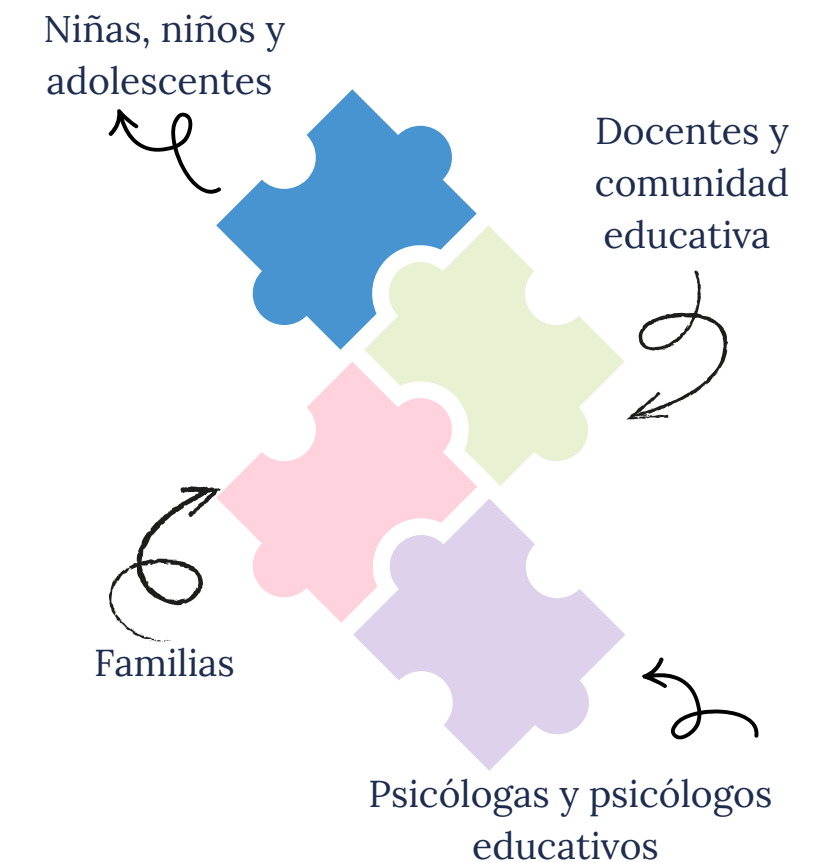 Niñas, niños y
adolescentes
Docentes y
comunidad
educativa
Familias
Psicólogas y psicólogos
educativos